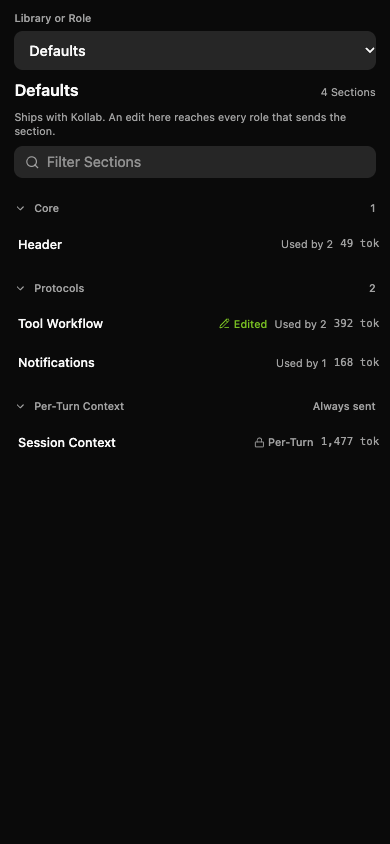 Library or Role
Defaults
Defaults 4 Sections
Ships with Kollab. An edit here reaches every role that sends the
section.
Filter Sections
Core 1
Header Used by 2 49 tok
Protocols 2
Tool Workflow Edited Used by 2 392 tok
Notifications Used by 1 168 tok
Per-Turn Context Always sent
Session Context Per-Turn 1,477 tok